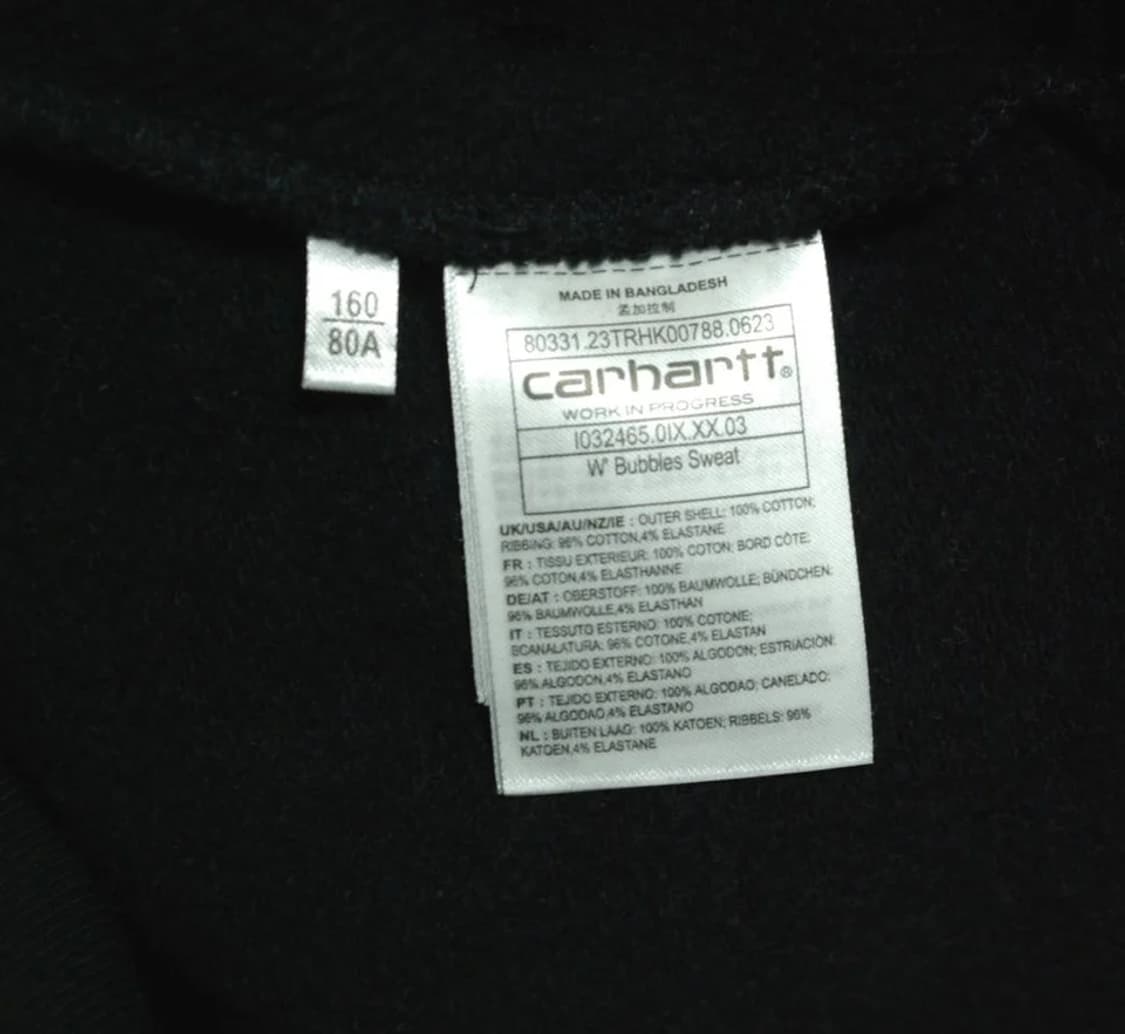 160
80A
MADE IN BANGLADESH
孟加拉制
80331.23TRHK00788.0623
carhartt®
WORK IN PROGRESS
I032465.0IX.XX.03
W' Bubbles Sweat
UK/USA/AU/NZ/IE : OUTER SHELL: 100% COTTON;
RIBBING: 96% COTTON,4% ELASTANE
FR : TISSU EXTERIEUR: 100% COTON: BORD CÔTE:
96% COTON,4% ELASTHANNE
DE/AT : OBERSTOFF: 100% BAUMWOLLE; BÜNDCHEN:
96% BAUMWOLLE,4% ELASTHAN
IT : TESSUTO ESTERNO: 100% COTONE;
SCANALATURA: 96% COTONE,4% ELASTAN
ES : TEJIDO EXTERNO: 100% ALGODON; ESTRIACIÓN:
96% ALGODON,4% ELASTANO
PT : TEJIDO EXTERNO: 100% ALGODAO; CANELADO:
96% ALGODAO,4% ELASTANO
NL : BUITEN LAAG: 100% KATOEN; RIBBELS: 96%
KATOEN,4% ELASTANE